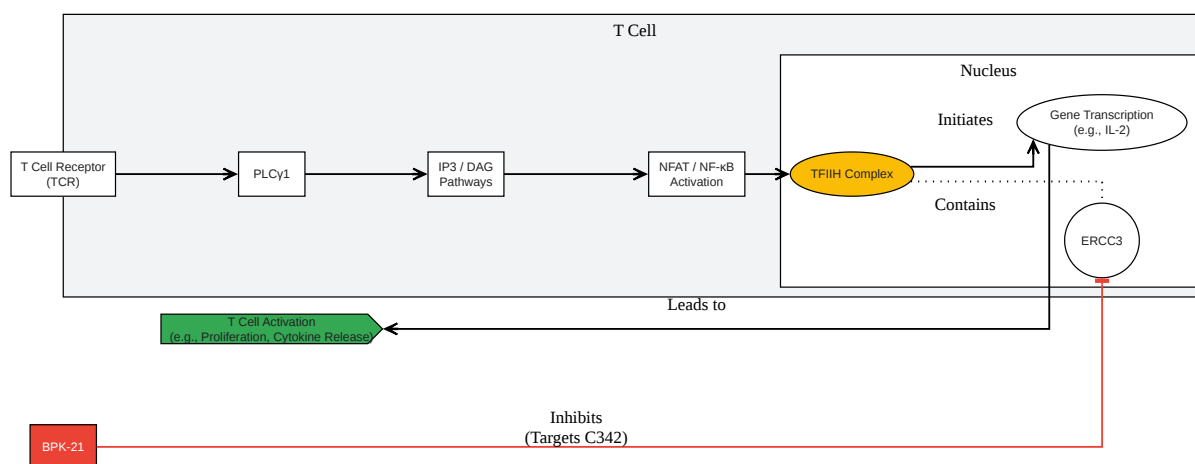 T Cell
Nucleus
Initiates
Gene Transcription
(e.g., IL-2)
T Cell Receptor
(TCR)
PLCγ1
IP3 / DAG
Pathways
NFAT / NF-κB
Activation
TFIIH Complex
Contains
ERCC3
Leads to
T Cell Activation
(e.g., Proliferation, Cytokine Release)
Inhibits
(Targets C342)
BPK-21